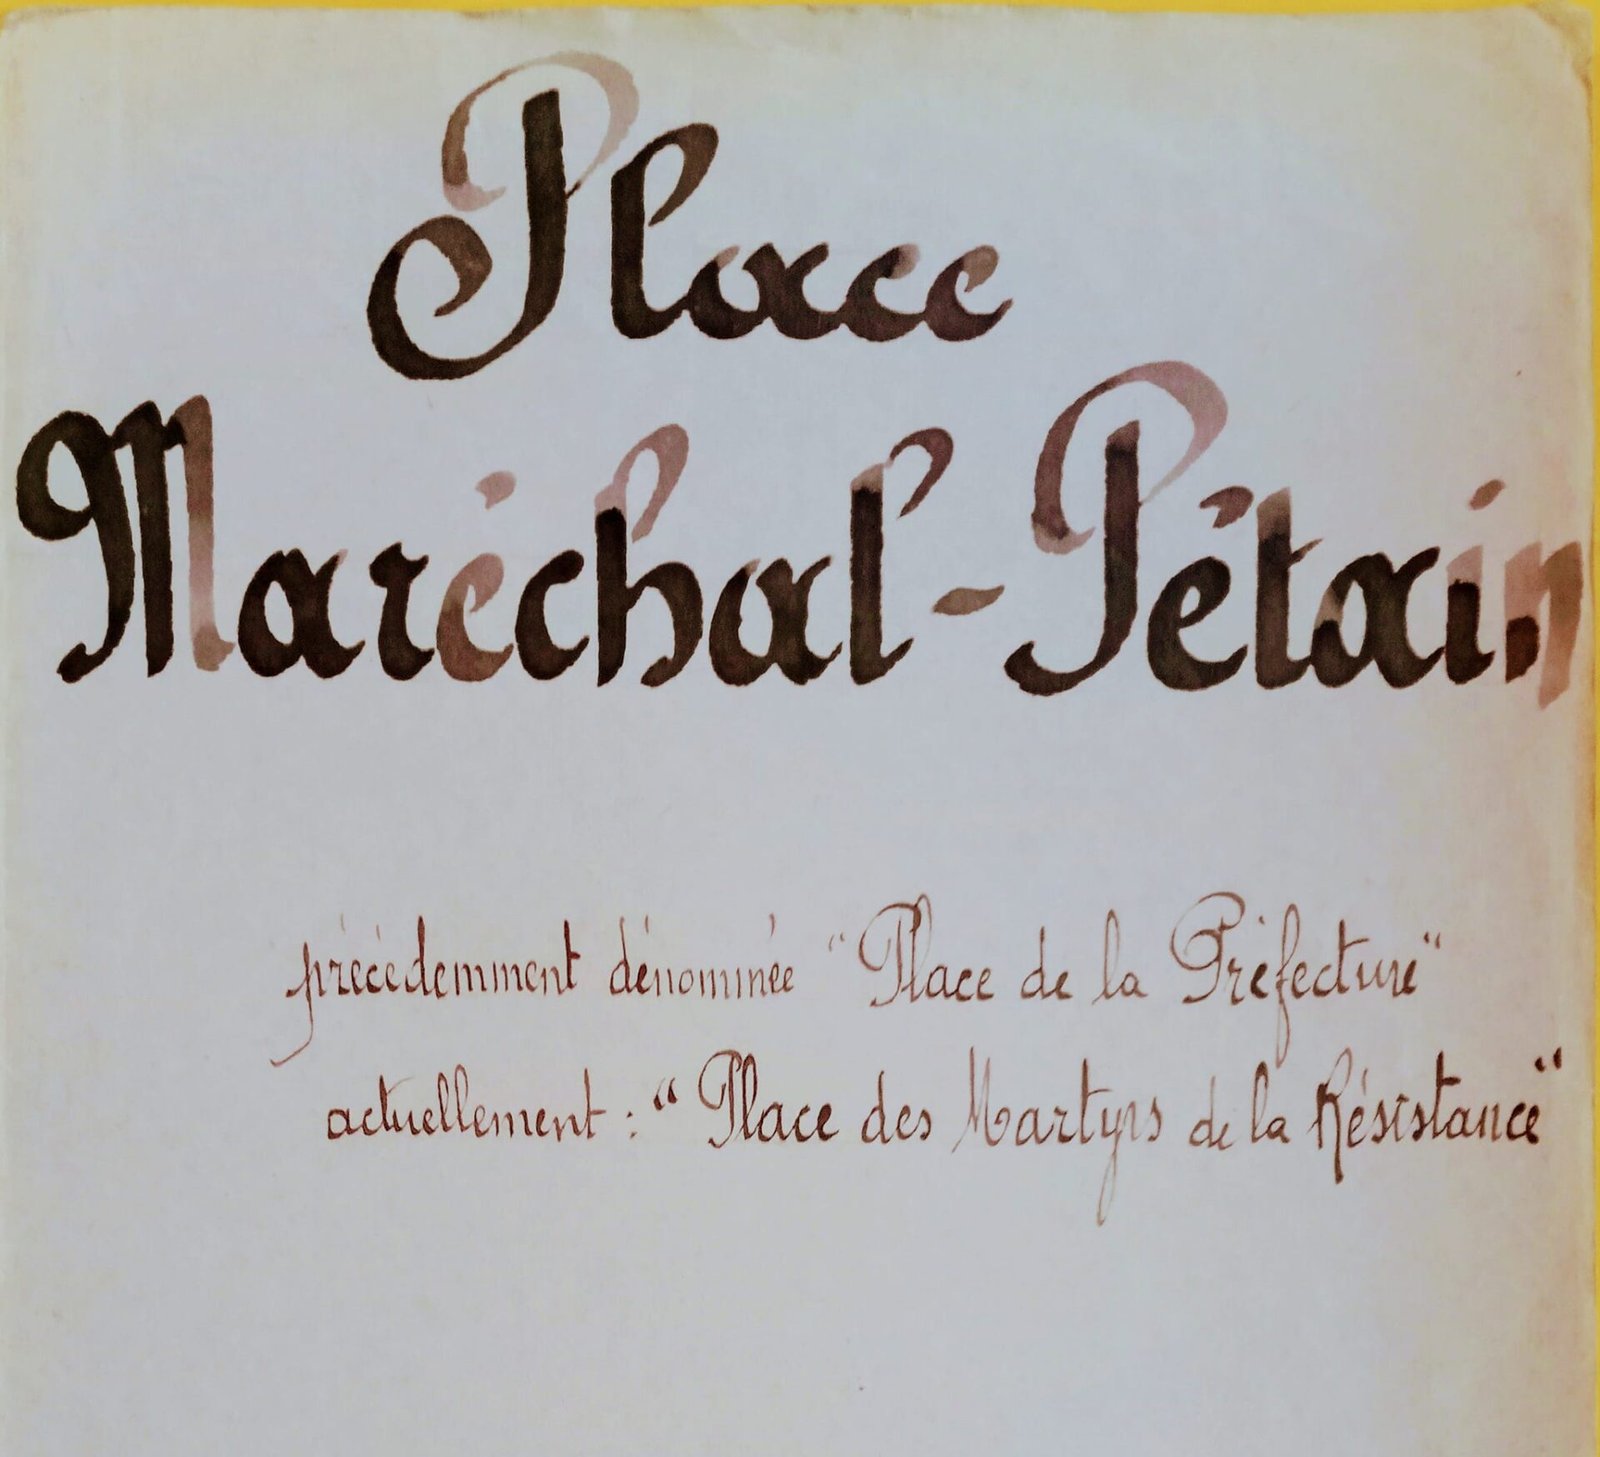 Place
Maréchal-Pétain
précédemment dénommée "Place de la Préfecture"
actuellement : "Place des Martyrs de la Résistance"